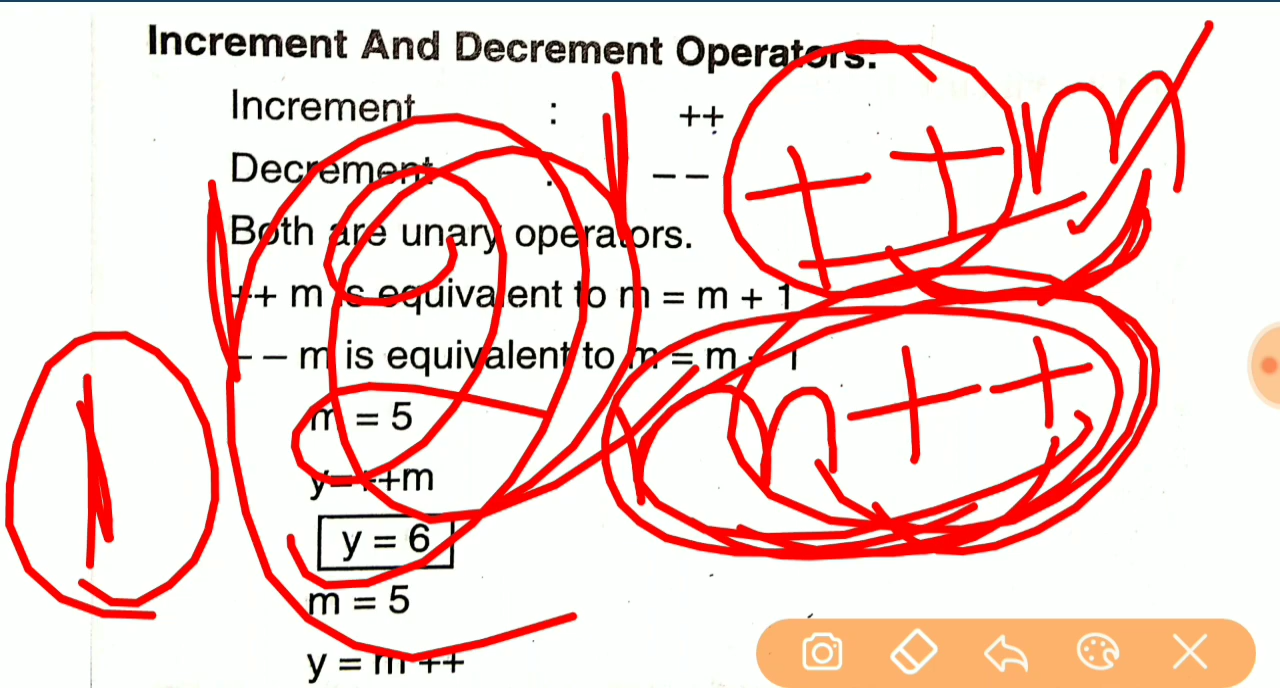 Increment And Decrement Operators:
Increment : ++
Decrement : – –
++ m
Both are unary operators.
++ m is equivalent to m = m + 1
– – m is equivalent to m = m - 1
m++
m = 5
1
y= ++m
y = 6
m = 5
y = m ++